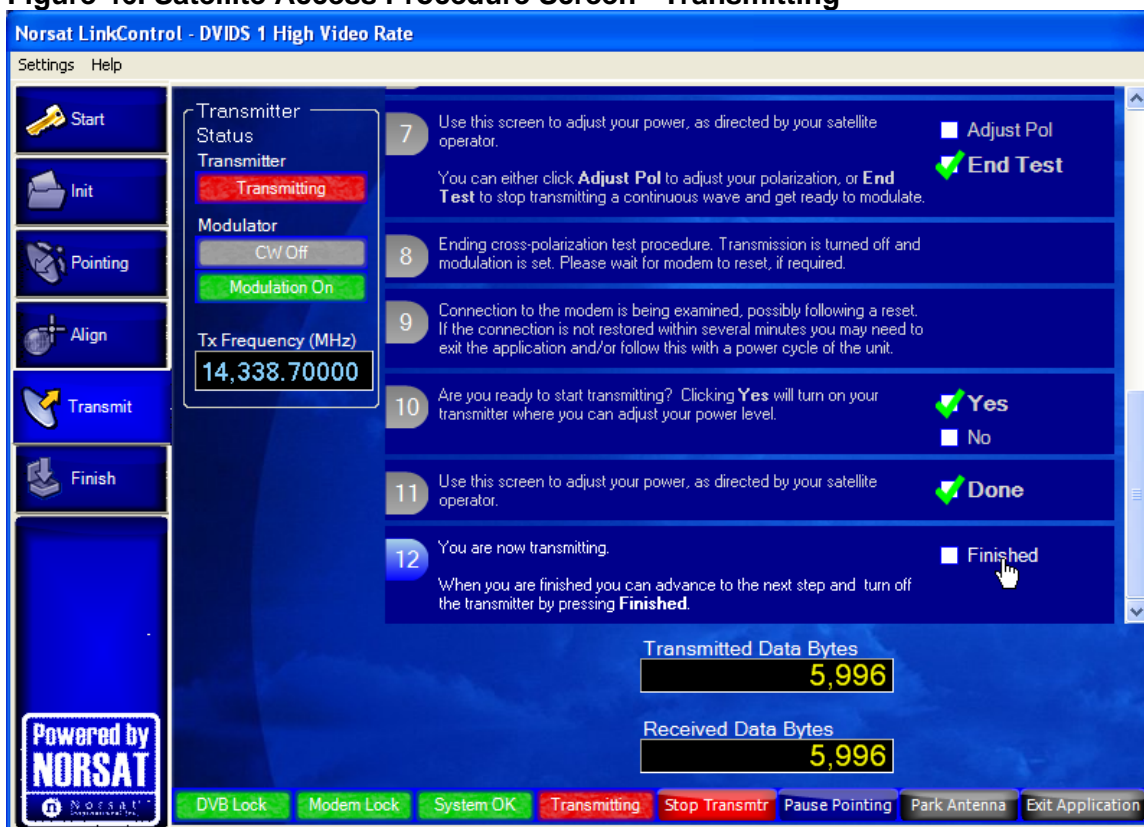 Figure 40. Satellite Access Procedure Screen - Transmitting
Norsat LinkControl - DVIDS 1 High Video Rate
Settings Help
Start
Init
Pointing
Align
Transmit
Finish
Powered by
NORSAT
Norsat
Transmitter
Status
Transmitter
Transmitting
Modulator
CW Off
Modulation On
Tx Frequency (MHz)
14,338.70000
7
Use this screen to adjust your power, as directed by your satellite
operator.
You can either click Adjust Pol to adjust your polarization, or End
Test to stop transmitting a continuous wave and get ready to modulate.
Adjust Pol
End Test
8
Ending cross-polarization test procedure. Transmission is turned off and
modulation is set. Please wait for modem to reset, if required.
9
Connection to the modem is being examined, possibly following a reset.
If the connection is not restored within several minutes you may need to
exit the application and/or follow this with a power cycle of the unit.
10
Are you ready to start transmitting? Clicking Yes will turn on your
transmitter where you can adjust your power level.
Yes
No
11
Use this screen to adjust your power, as directed by your satellite
operator.
Done
12
You are now transmitting.
When you are finished you can advance to the next step and turn off
the transmitter by pressing Finished.
Finished
Transmitted Data Bytes
5,996
Received Data Bytes
5,996
DVB Lock Modem Lock System OK Transmitting Stop Transmtr Pause Pointing Park Antenna Exit Application